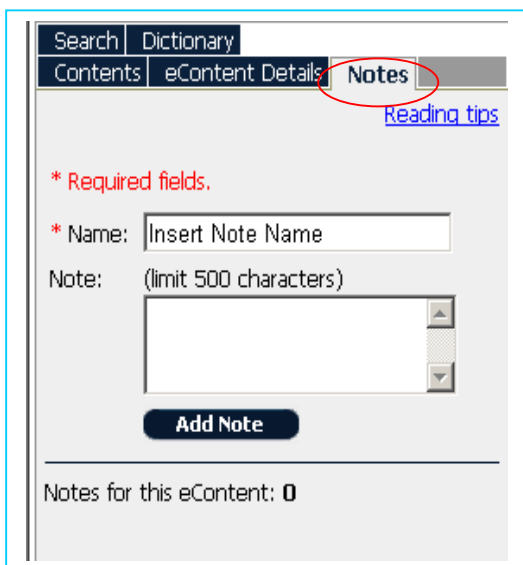 Search Dictionary
Contents eContent Details Notes
Reading tips
* Required fields.
* Name: Insert Note Name
Note: (limit 500 characters)
Add Note
Notes for this eContent: 0